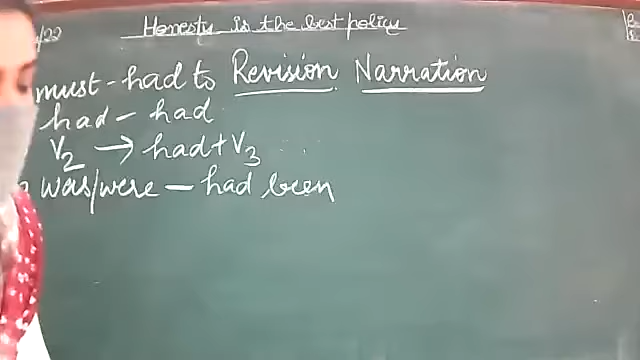 /22 Honesty is the best policy
must - had to Revision Narration
had - had
V2 → had + V3
was/were - had been